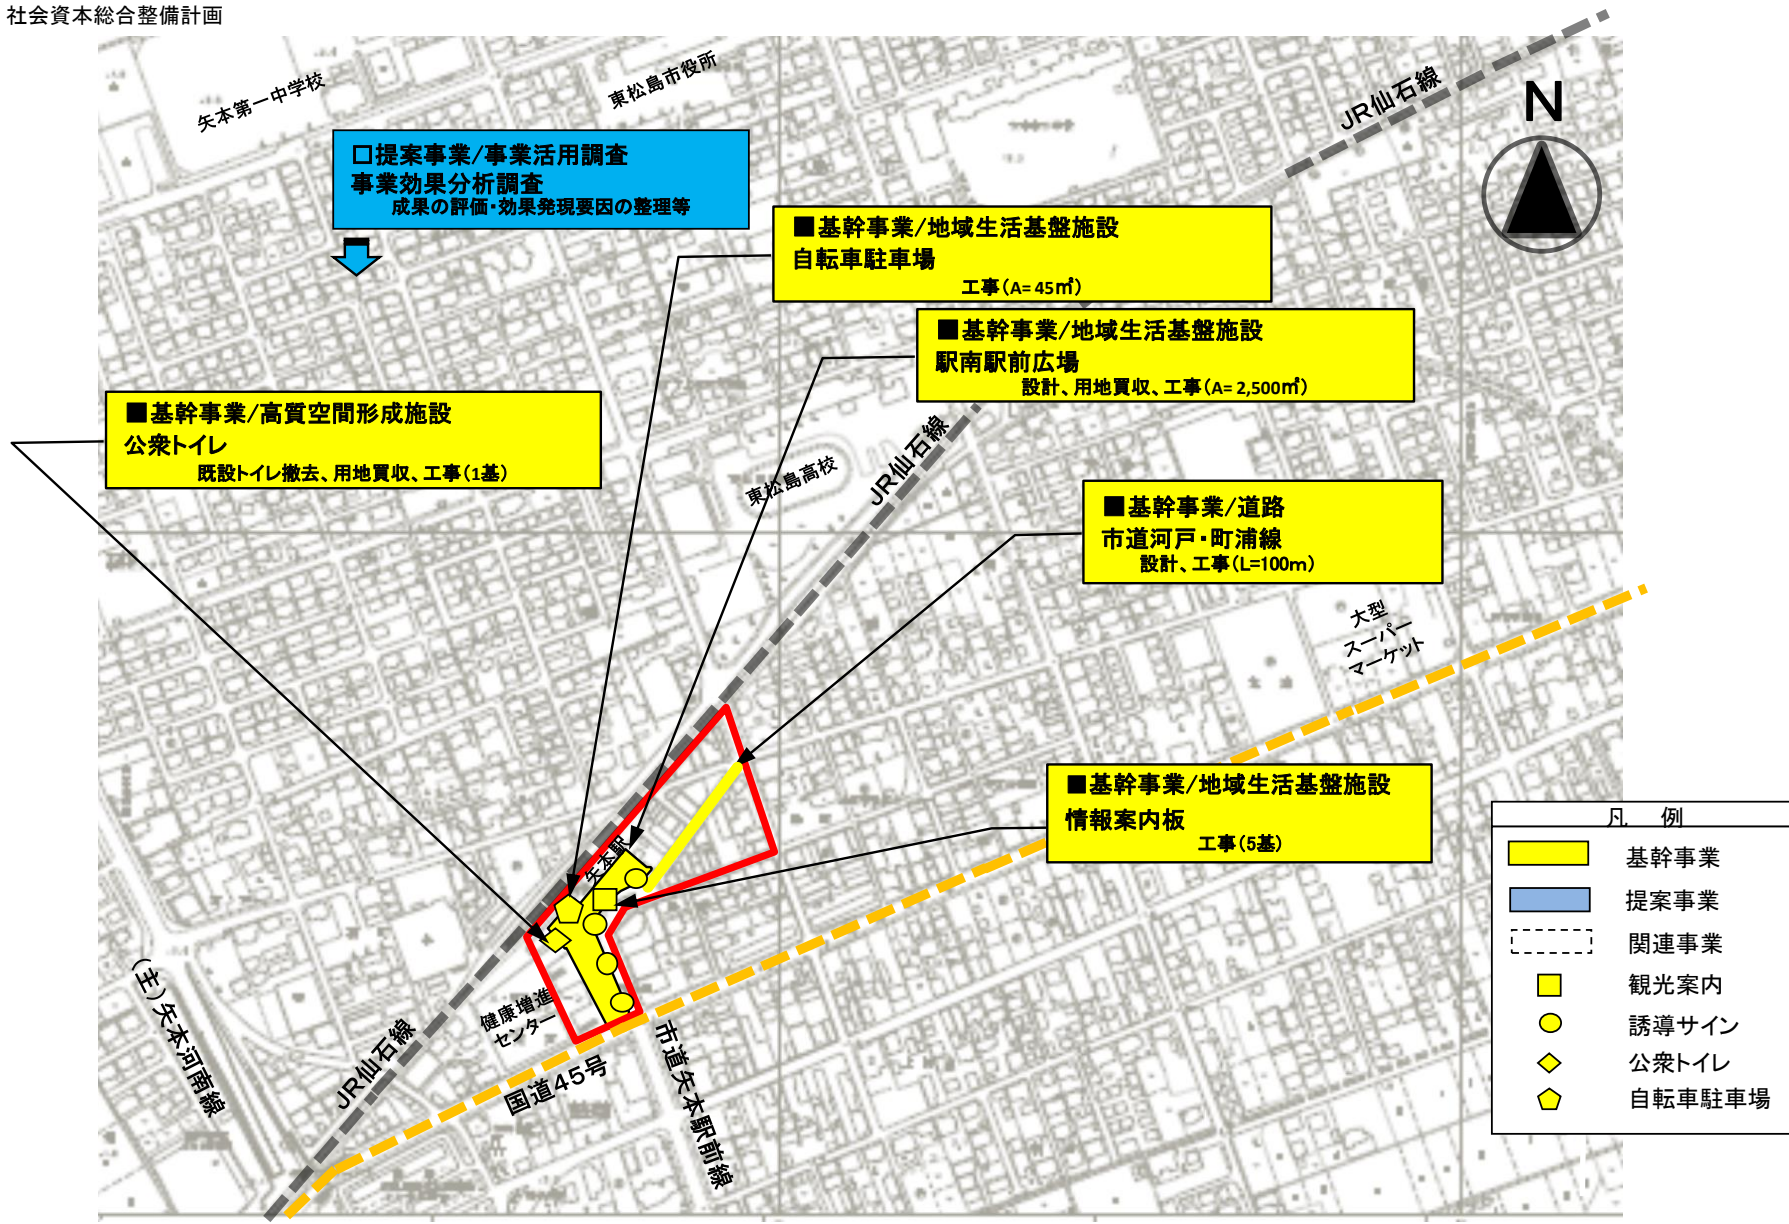 社会資本総合整備計画
矢本第一中学校
東松島市役所
JR仙石線
N
□提案事業/事業活用調査
事業効果分析調査
成果の評価・効果発現要因の整理等
■基幹事業/地域生活基盤施設
自転車駐車場
工事(A= 45㎡)
■基幹事業/地域生活基盤施設
駅南駅前広場
設計、用地買収、工事(A= 2,500㎡)
■基幹事業/高質空間形成施設
公衆トイレ
既設トイレ撤去、用地買収、工事(1基)
JR仙石線
東松島高校
■基幹事業/道路
市道河戸・町浦線
設計、工事(L=100m)
大型
スーパー
マーケット
■基幹事業/地域生活基盤施設
情報案内板
工事(5基)
矢本駅
健康増進
センター
(主)矢本河南線
JR仙石線
国道45号
市道矢本駅前線
凡 例
基幹事業
提案事業
関連事業
観光案内
誘導サイン
公衆トイレ
自転車駐車場